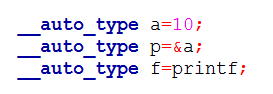 __auto_type a=10;
__auto_type p=&a;
__auto_type f=printf;